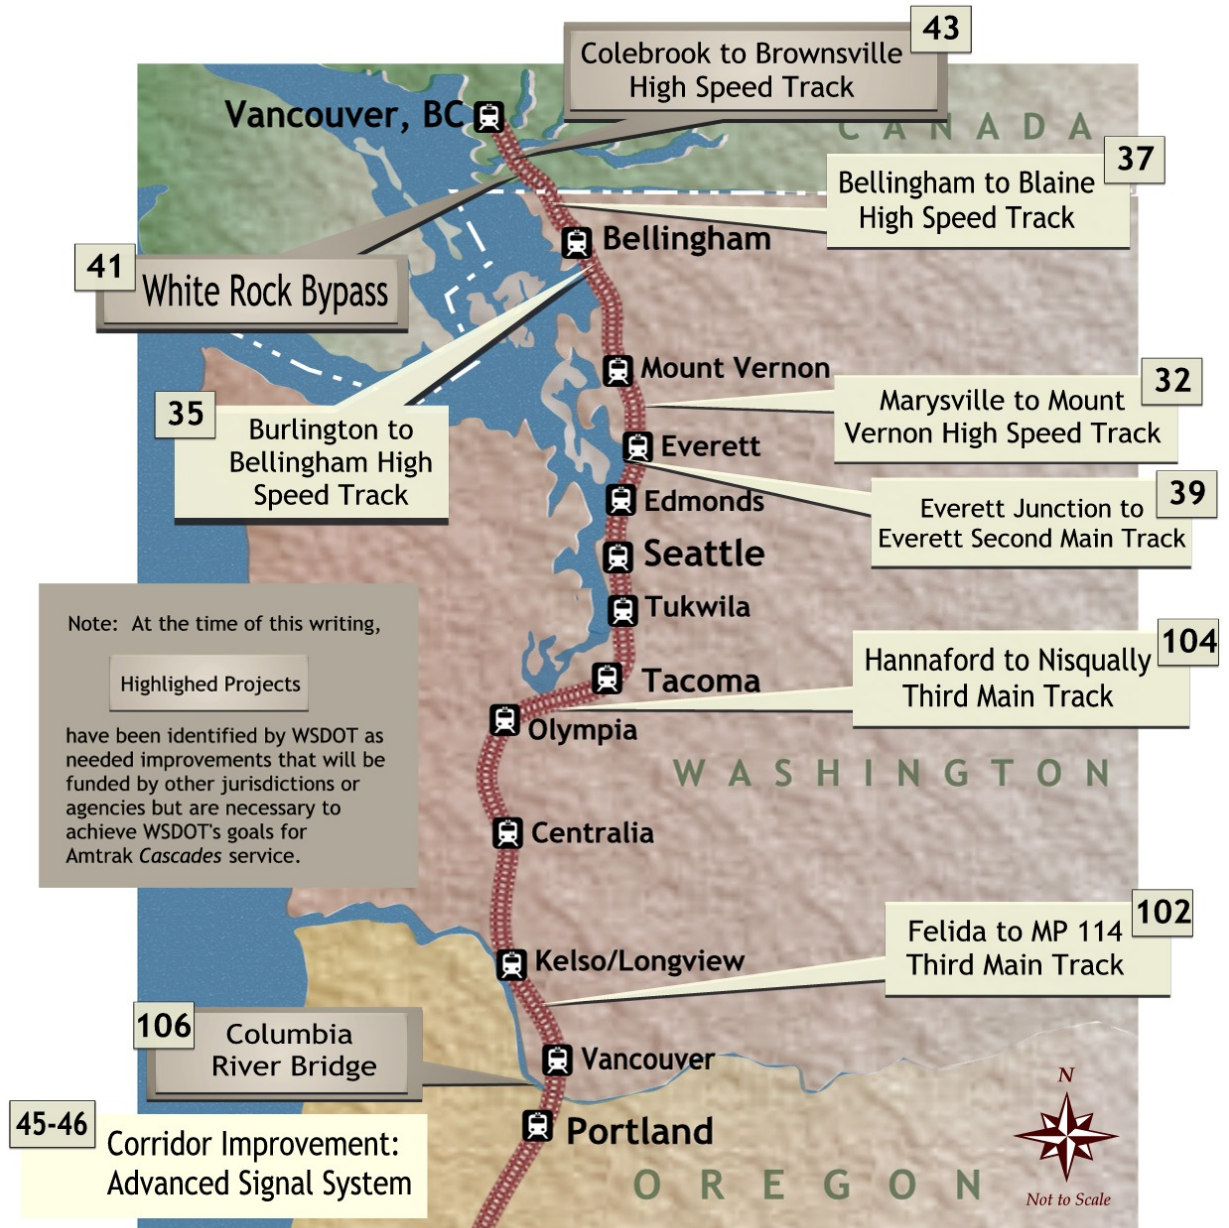 43
Colebrook to Brownsville
High Speed Track
Vancouver, BC
CANADA
37
Bellingham to Blaine
High Speed Track
Bellingham
41
White Rock Bypass
Mount Vernon
32
Marysville to Mount
Vernon High Speed Track
35
Burlington to
Bellingham High
Speed Track
Everett
39
Everett Junction to
Everett Second Main Track
Edmonds
Seattle
Tukwila
Note: At the time of this writing,
Highlighed Projects
have been identified by WSDOT as
needed improvements that will be
funded by other jurisdictions or
agencies but are necessary to
achieve WSDOT's goals for
Amtrak Cascades service.
104
Hannaford to Nisqually
Third Main Track
Tacoma
Olympia
WASHINGTON
Centralia
102
Felida to MP 114
Third Main Track
Kelso/Longview
106
Columbia
River Bridge
Vancouver
45-46
Corridor Improvement:
Advanced Signal System
Portland
OREGON
N
Not to Scale